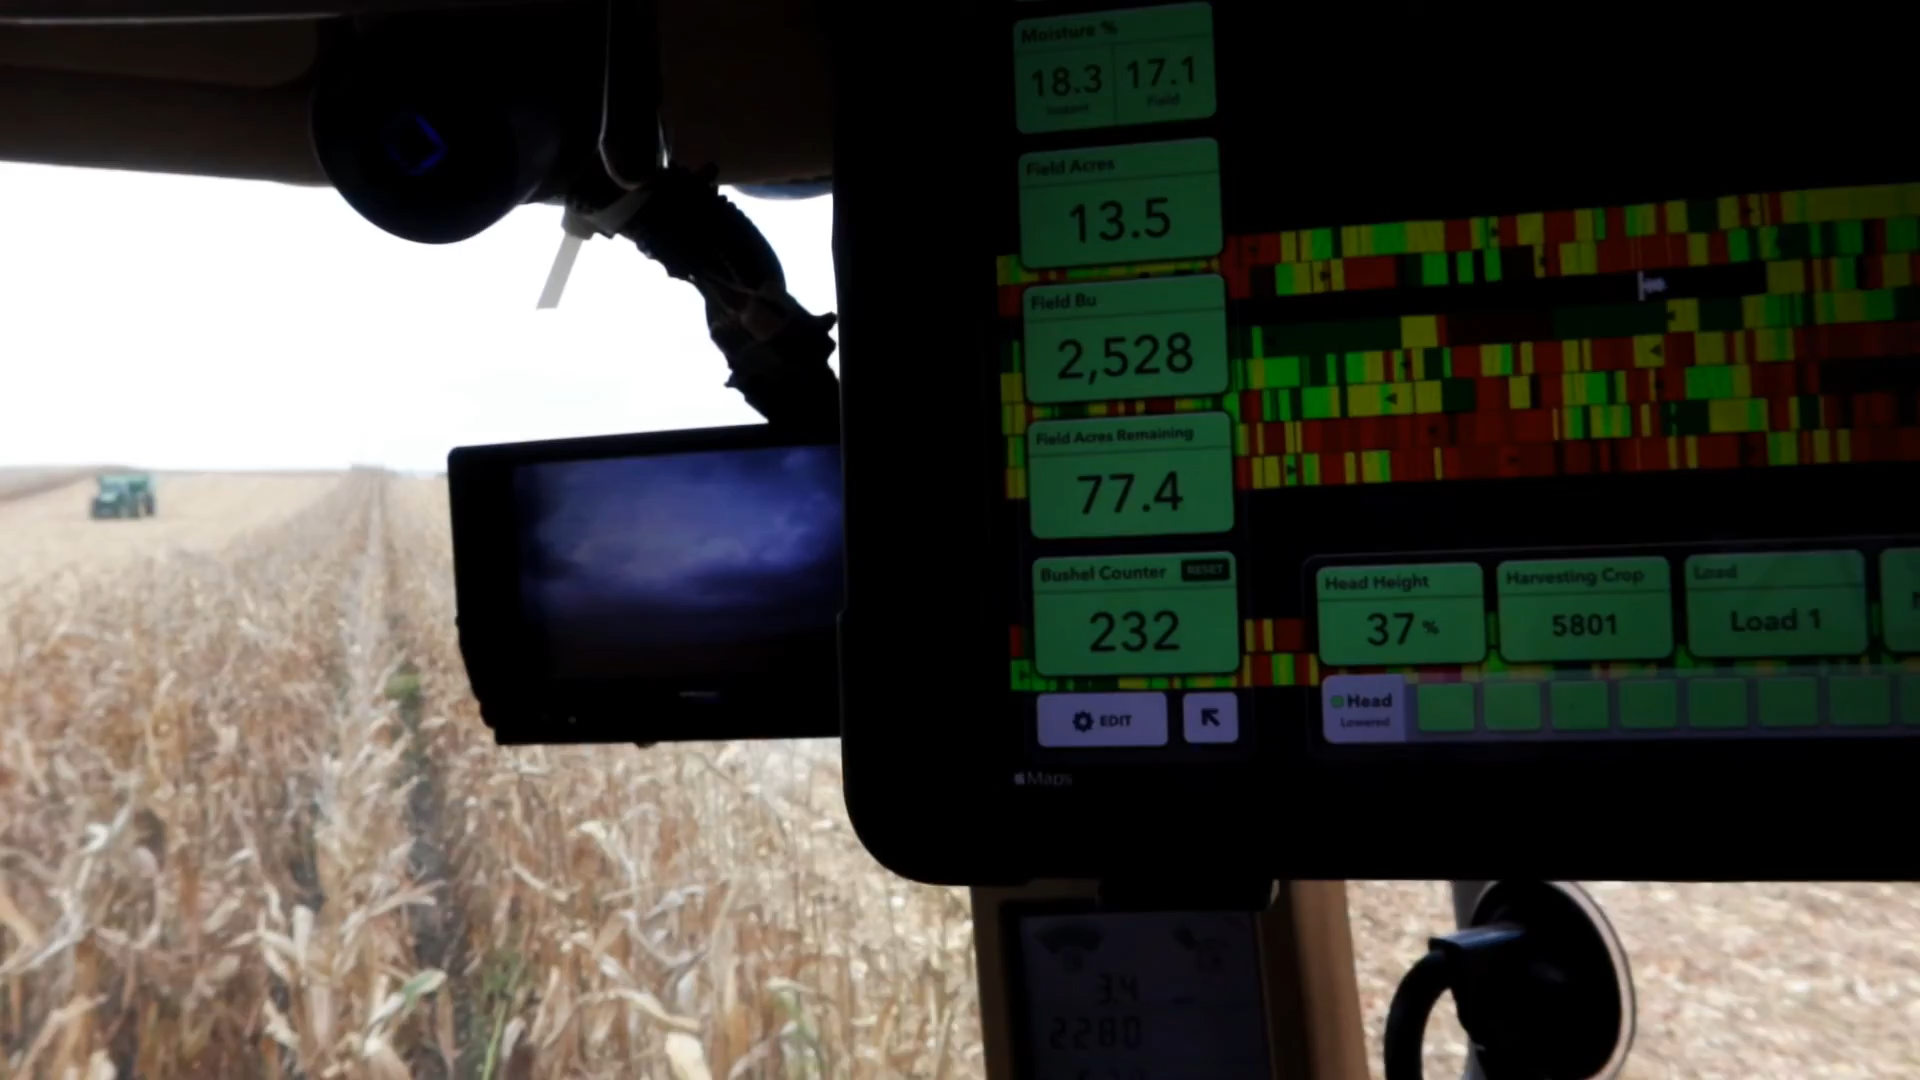 Moisture %
18.3 17.1
Instant Field
Field Acres
13.5
Field Bu
2,528
Field Acres Remaining
77.4
Bushel Counter RESET
232
EDIT
Maps
Head Height
37 %
Harvesting Crop
5801
Load
Load 1
Head
Lowered
3.4
2280